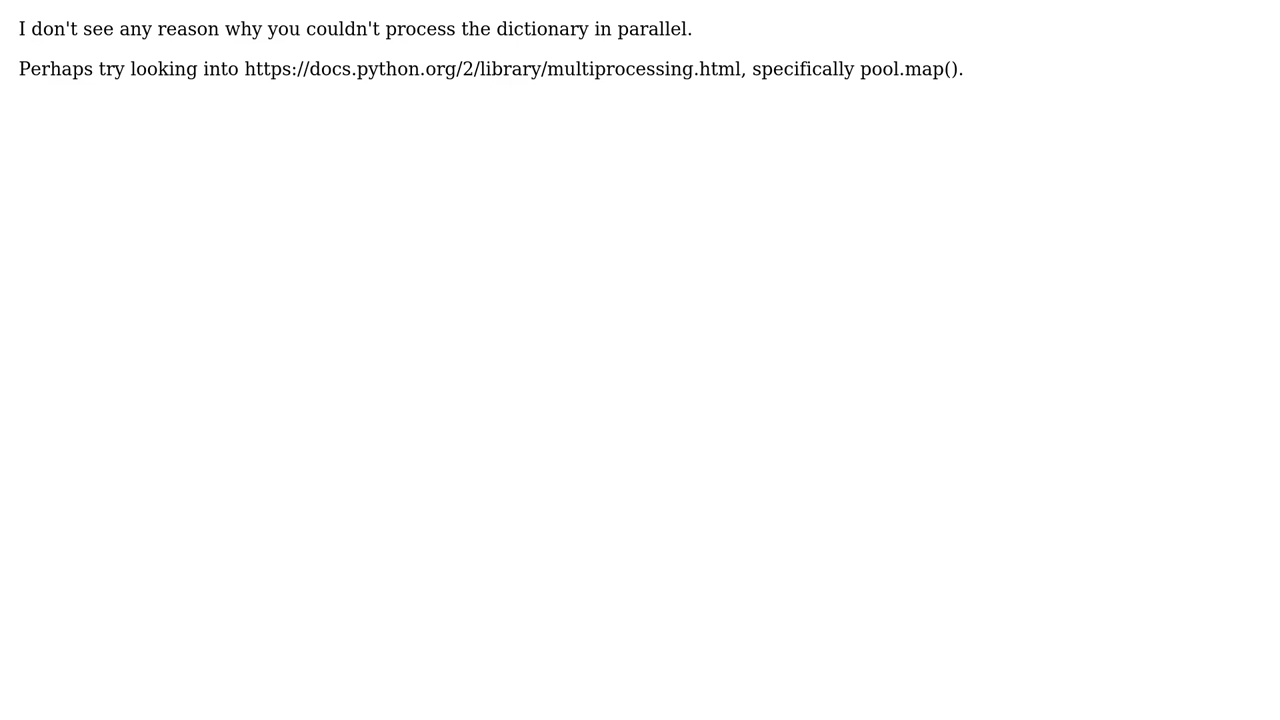 I don't see any reason why you couldn't process the dictionary in parallel.
Perhaps try looking into https://docs.python.org/2/library/multiprocessing.html, specifically pool.map().